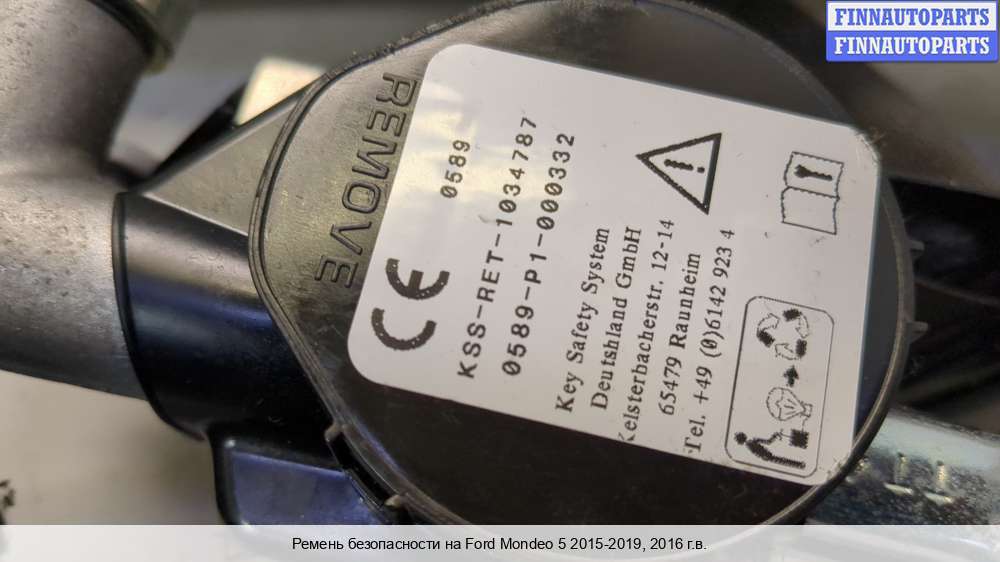 FINNAUTOPARTS
FINNAUTOPARTS
REMOVE
CE
0589
KSS-RET-1034787
0589-P1-000332
Key Safety System
Deutshland GmbH
Kelsterbacherstr. 12-14
65479 Raunheim
Tel. +49 (0)6142 923 4
Ремень безопасности на Ford Mondeo 5 2015-2019, 2016 г.в.